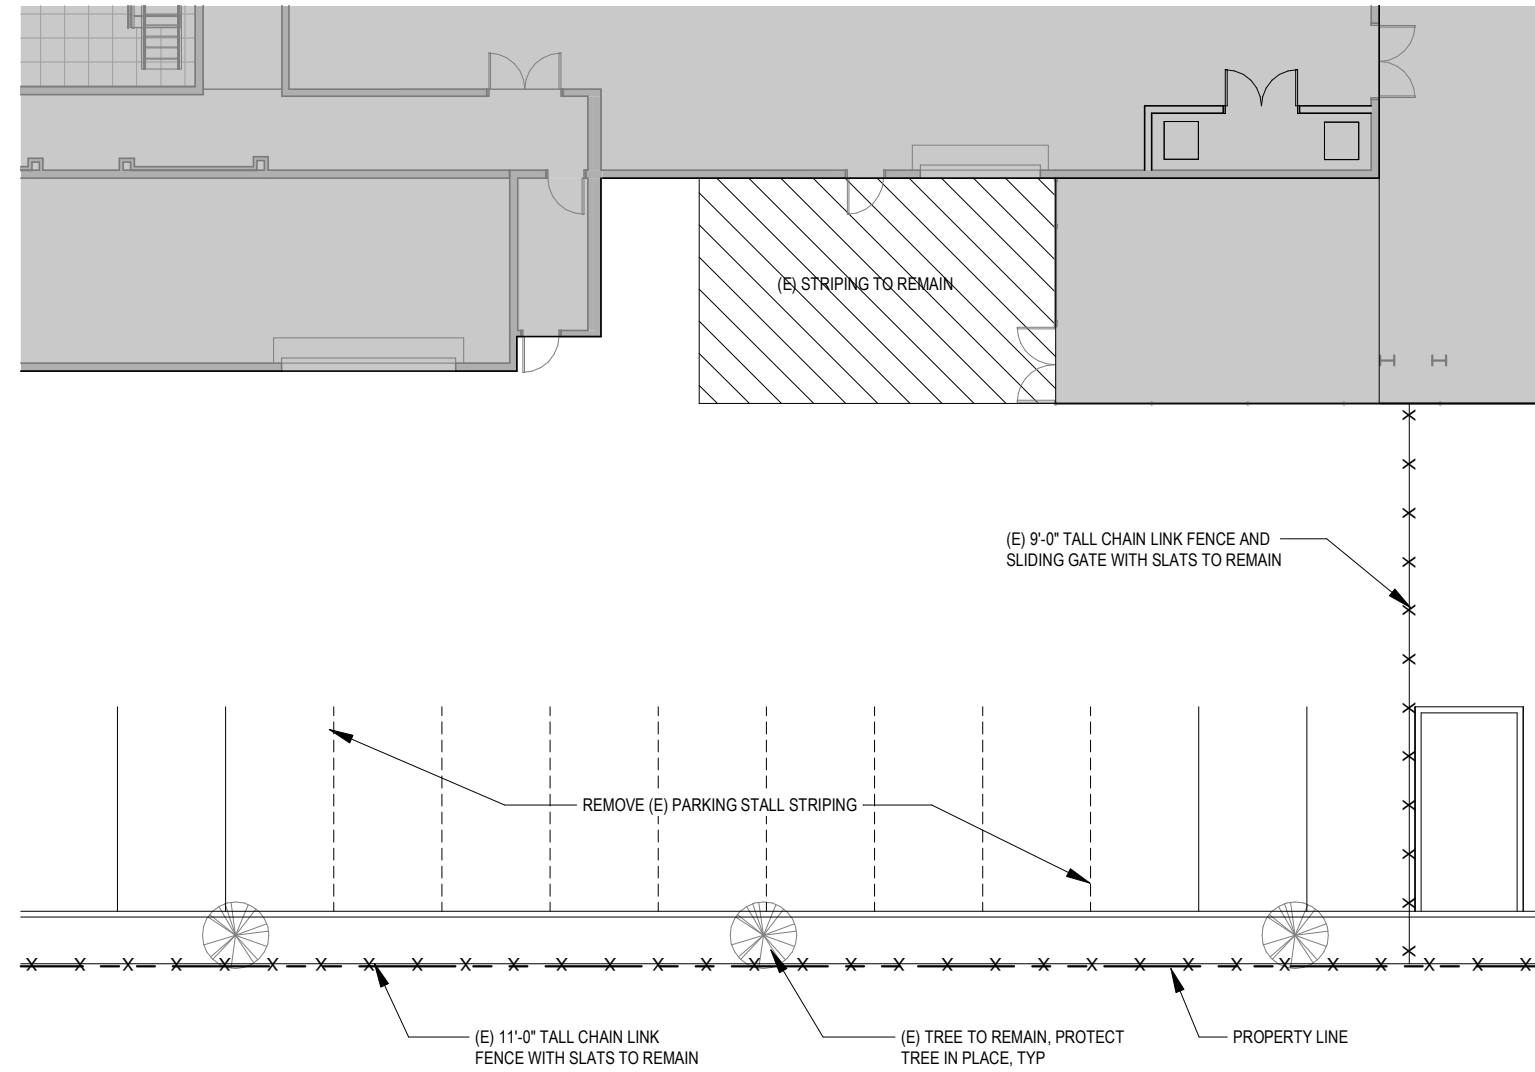 (E) STRIPING TO REMAIN
(E) 9'-0" TALL CHAIN LINK FENCE AND
SLIDING GATE WITH SLATS TO REMAIN
REMOVE (E) PARKING STALL STRIPING
(E) 11'-0" TALL CHAIN LINK
FENCE WITH SLATS TO REMAIN
(E) TREE TO REMAIN, PROTECT
TREE IN PLACE, TYP
PROPERTY LINE